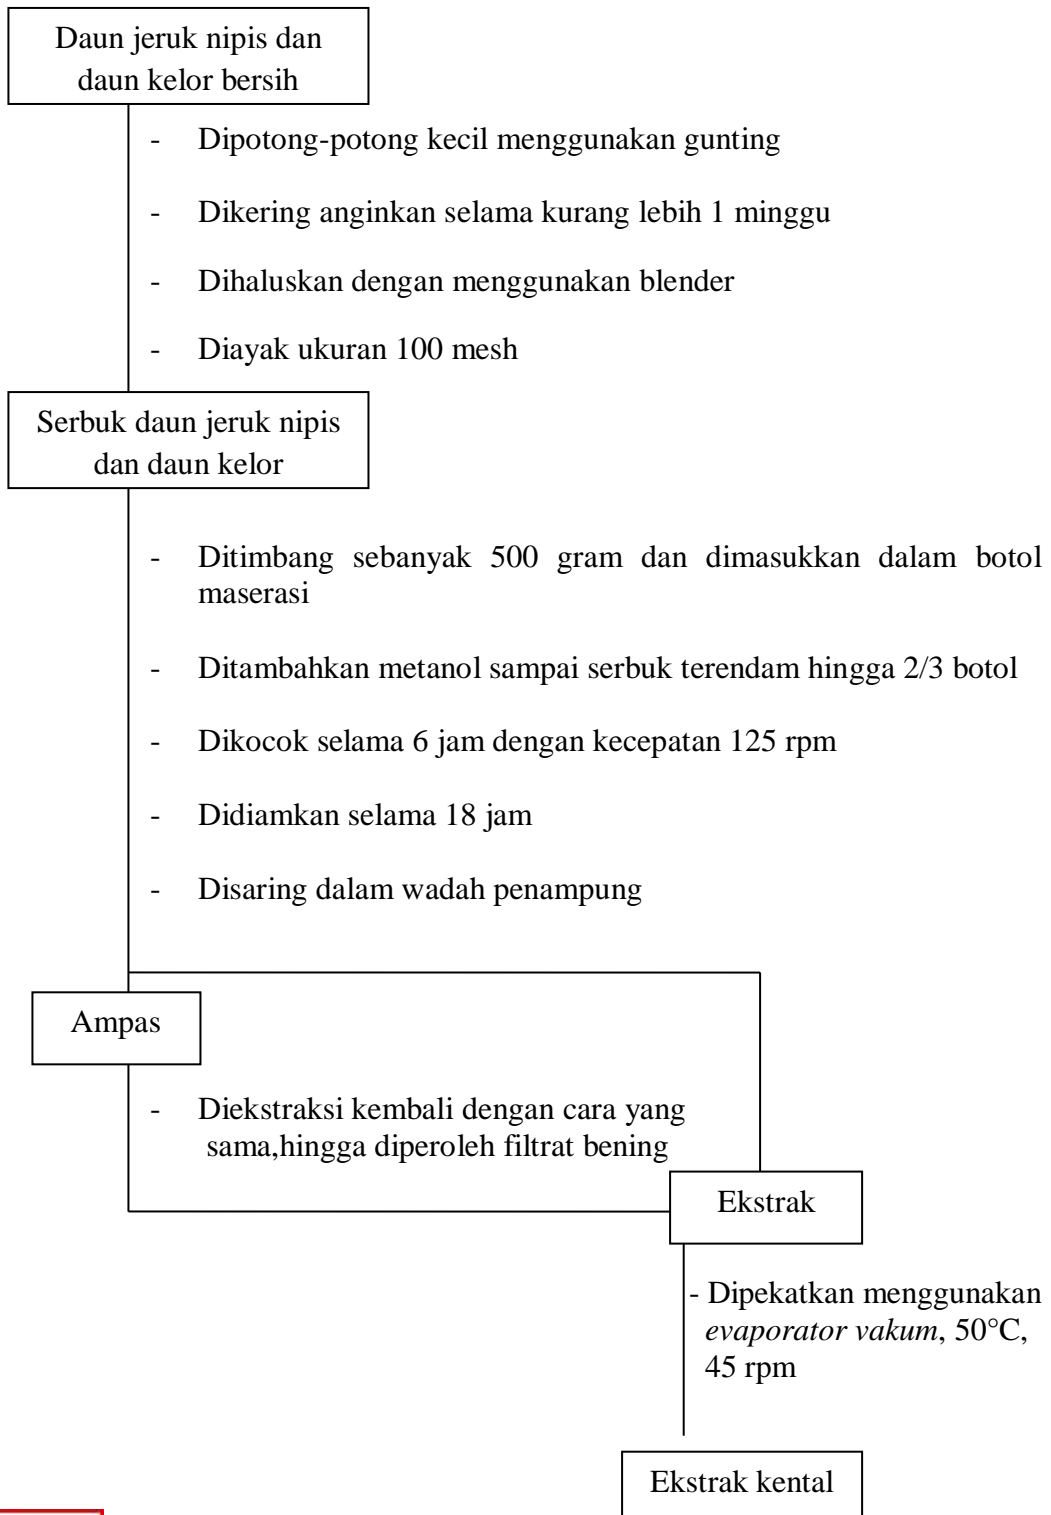 Daun jeruk nipis dan
daun kelor bersih
- Dipotong-potong kecil menggunakan gunting
- Dikering anginkan selama kurang lebih 1 minggu
- Dihaluskan dengan menggunakan blender
- Diayak ukuran 100 mesh
Serbuk daun jeruk nipis
dan daun kelor
- Ditimbang sebanyak 500 gram dan dimasukkan dalam botol
maserasi
- Ditambahkan metanol sampai serbuk terendam hingga 2/3 botol
- Dikocok selama 6 jam dengan kecepatan 125 rpm
- Didiamkan selama 18 jam
- Disaring dalam wadah penampung
Ampas
- Diekstraksi kembali dengan cara yang
sama,hingga diperoleh filtrat bening
Ekstrak
- Dipekatkan menggunakan
evaporator vakum, 50°C,
45 rpm
Ekstrak kental